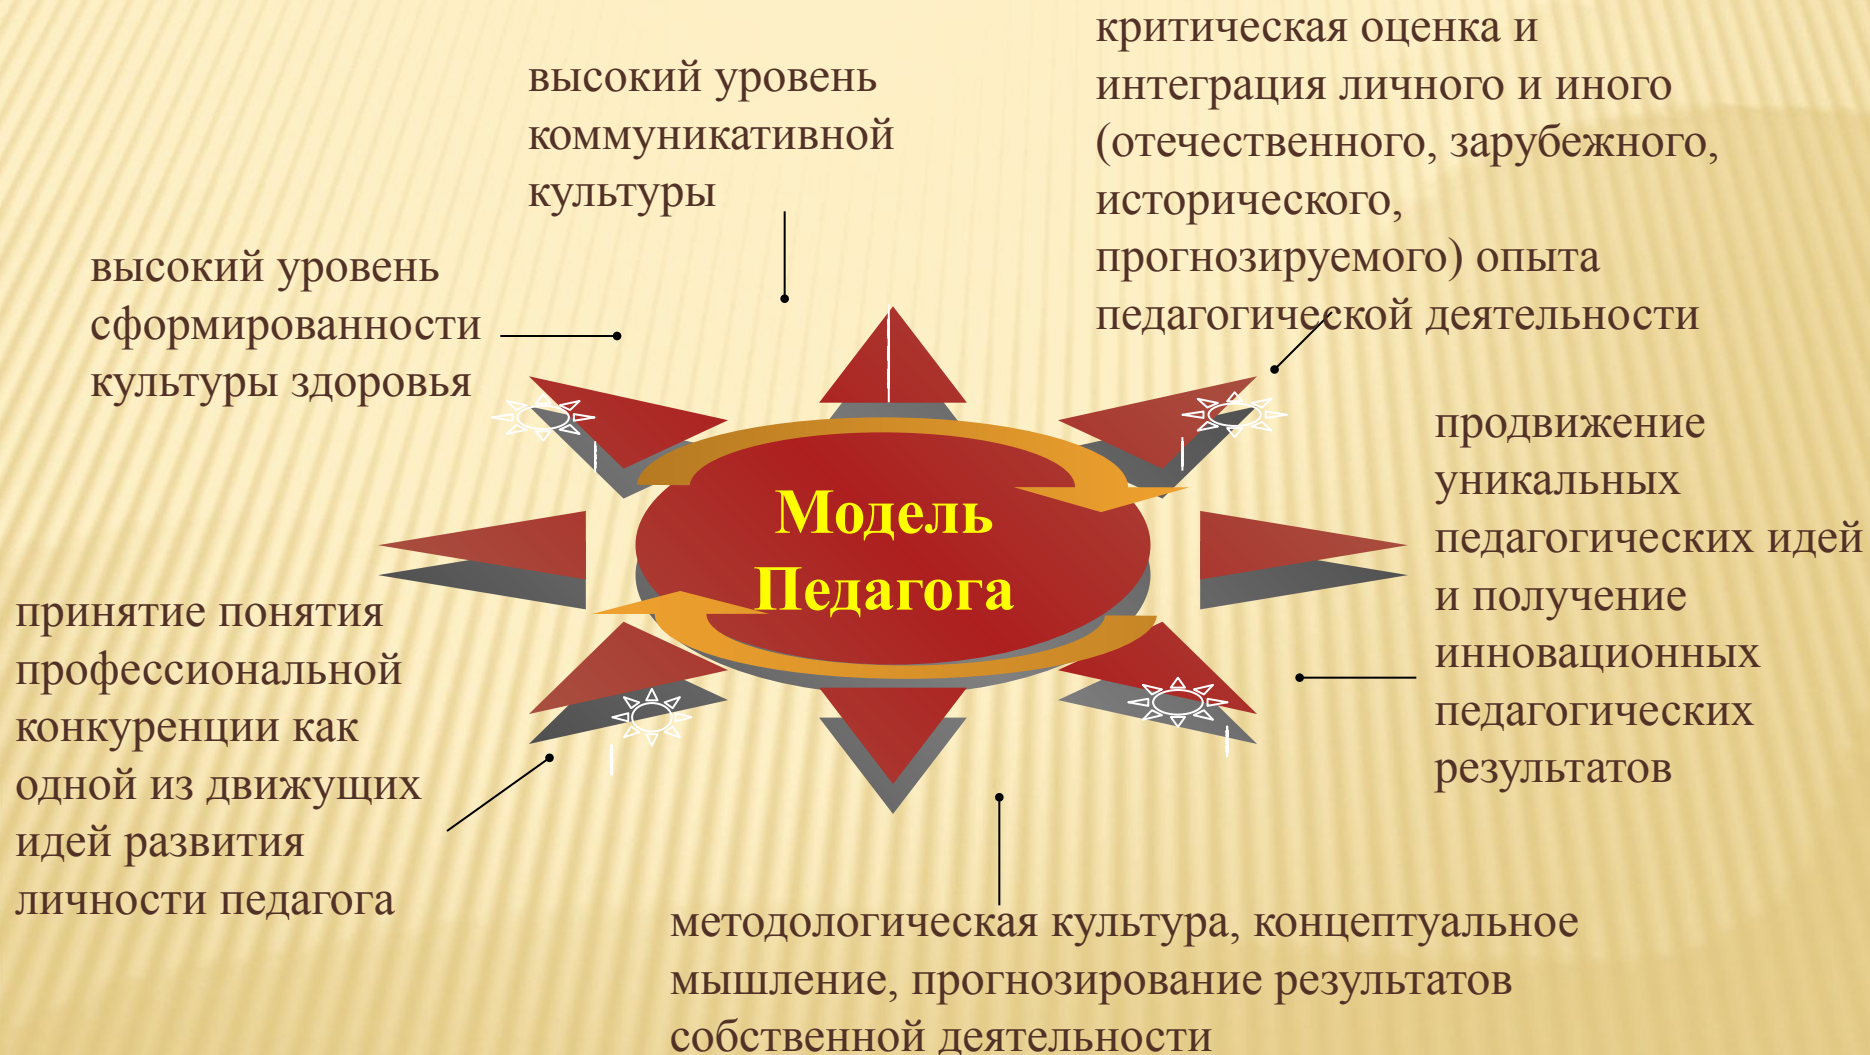 высокий уровень
коммуникативной
культуры
критическая оценка и
интеграция личного и иного
(отечественного, зарубежного,
исторического,
прогнозируемого) опыта
педагогической деятельности
высокий уровень
сформированности
культуры здоровья
продвижение
уникальных
педагогических идей
и получение
инновационных
педагогических
результатов
Модель
Педагога
принятие понятия
профессиональной
конкуренции как
одной из движущих
идей развития
личности педагога
методологическая культура, концептуальное
мышление, прогнозирование результатов
собственной деятельности